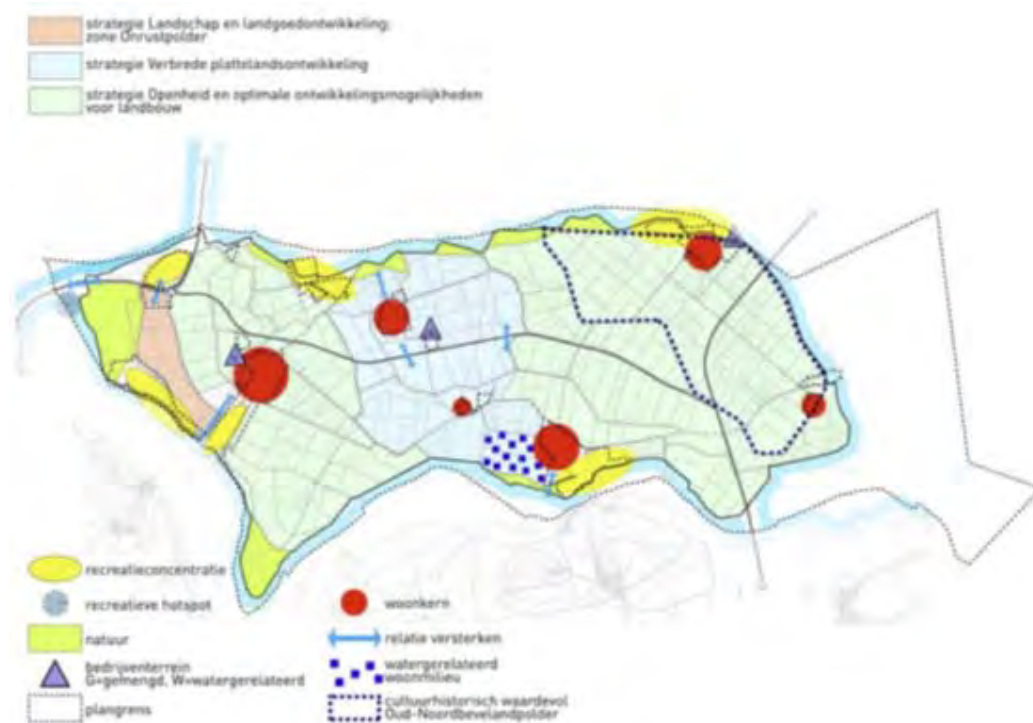 strategie Landschap en landgoedontwikkeling;
zone Onrustpolder
strategie Verbrede plattelandsontwikkeling
strategie Openheid en optimale ontwikkelingsmogelijkheden
voor landbouw
recreatieconcentratie
recreatieve hotspot
natuur
bedrijventerrein
G=gemengd, W=watergerelateerd
plangrens
woonkern
relatie versterken
watergerelateerd
woonmilieu
cultuurhistorisch waardevol
Oud-Noordbevelandpolder